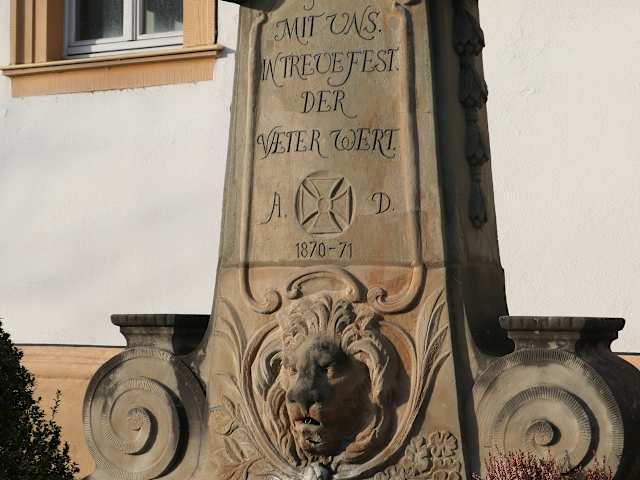 MIT UNS.
IN TREUE FEST.
DER
VÆTER WERT.
A. D.
1870-71